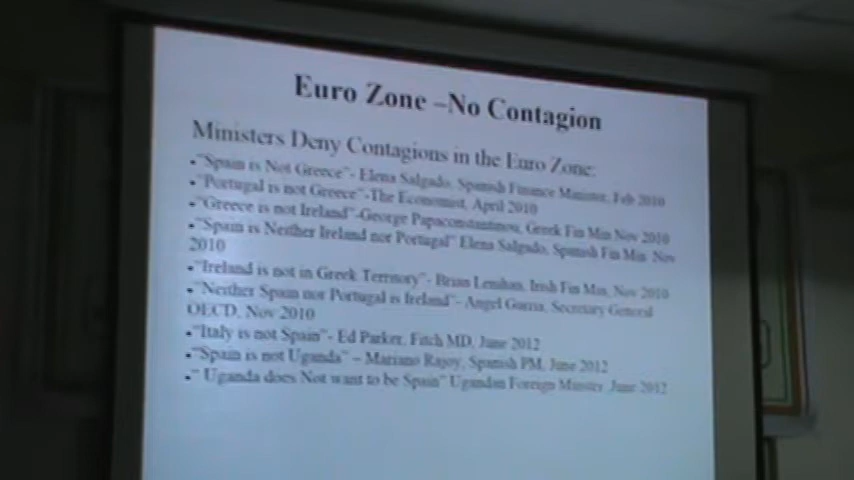 Euro Zone –No Contagion
Ministers Deny Contagions in the Euro Zone:
•"Spain is Not Greece"- Elena Salgado, Spanish Finance Minister, Feb 2010
•"Portugal is not Greece"-The Economist, April 2010
•"Greece is not Ireland"-George Papaconstantinou, Greek Fin Min Nov 2010
•"Spain is Neither Ireland nor Portugal" Elena Salgado, Spanish Fin Min Nov
2010
•"Ireland is not in Greek Territory"- Brian Lenihan, Irish Fin Min, Nov 2010
•"Neither Spain nor Portugal is Ireland"- Angel Gurria, Secretary General
OECD, Nov 2010
•"Italy is not Spain"- Ed Parker, Fitch MD, June 2012
•"Spain is not Uganda" – Mariano Rajoy, Spanish PM, June 2012
•" Uganda does Not want to be Spain" Ugandan Foreign Minster June 2012